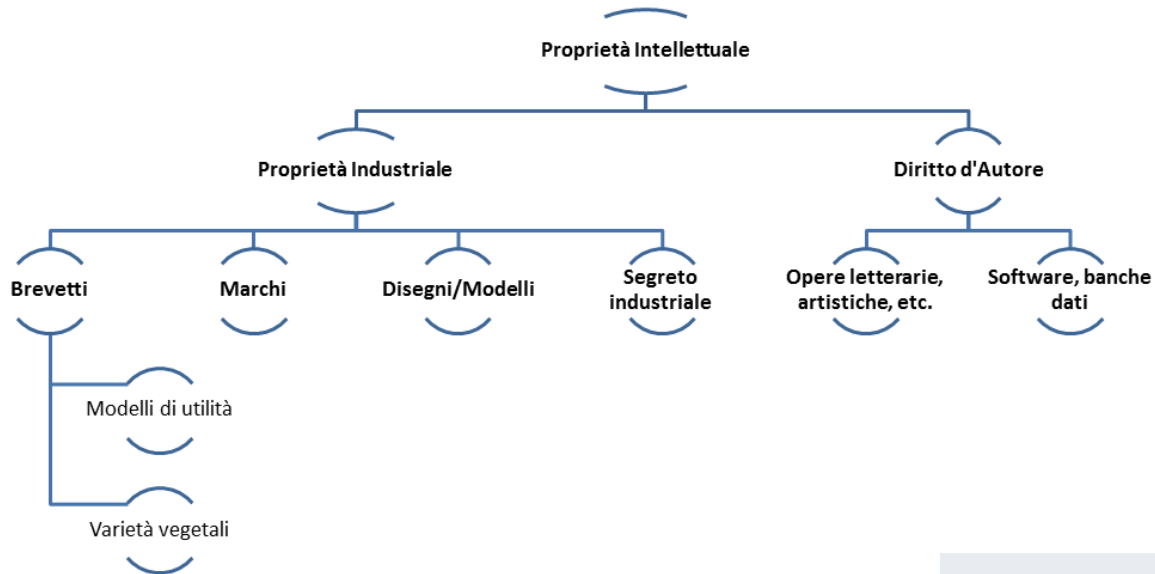 Proprietà Intellettuale
Proprietà Industriale
Diritto d'Autore
Brevetti
Marchi
Disegni/Modelli
Segreto
industriale
Opere letterarie,
artistiche, etc.
Software, banche
dati
Modelli di utilità
Varietà vegetali